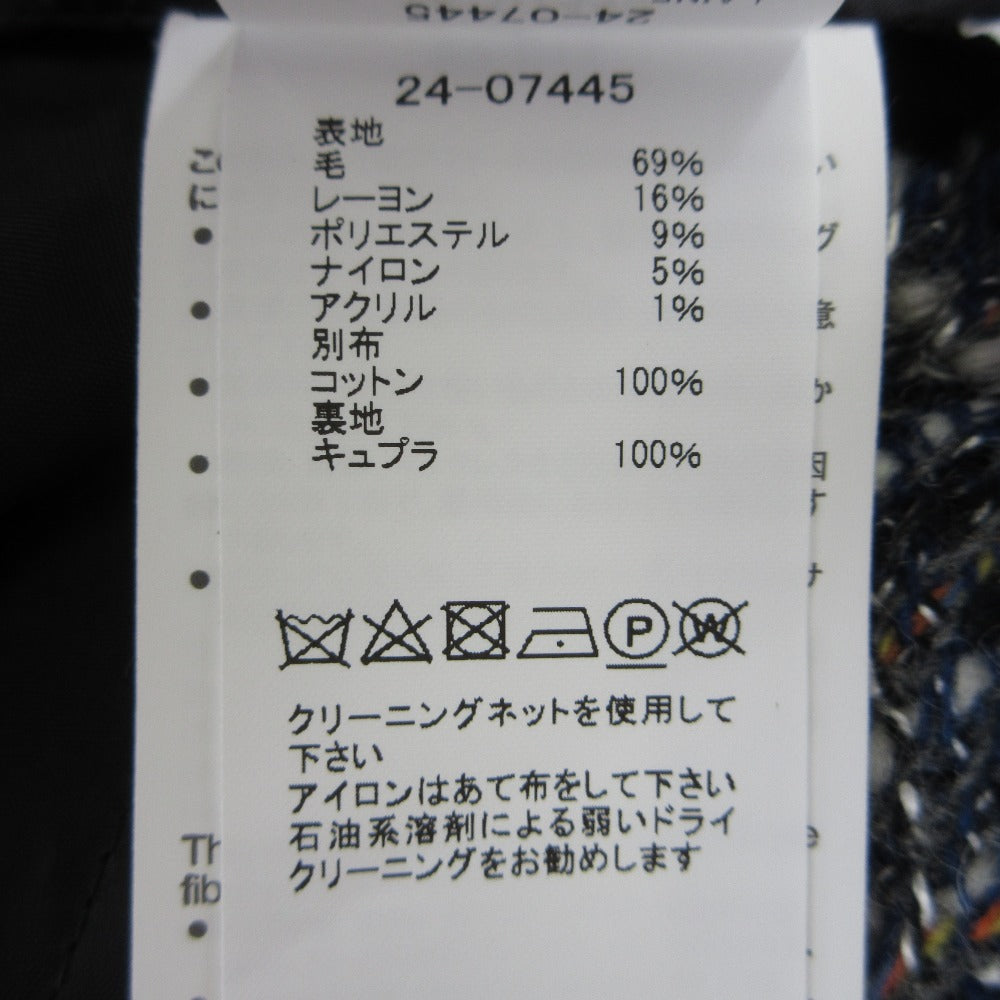 24-07445
24-07445
表地
毛 69%
レーヨン 16%
ポリエステル 9%
ナイロン 5%
アクリル 1%
別布
コットン 100%
裏地
キュプラ 100%
P W
クリーニングネットを使用して
下さい
アイロンはあて布をして下さい
石油系溶剤による弱いドライ
クリーニングをお勧めします